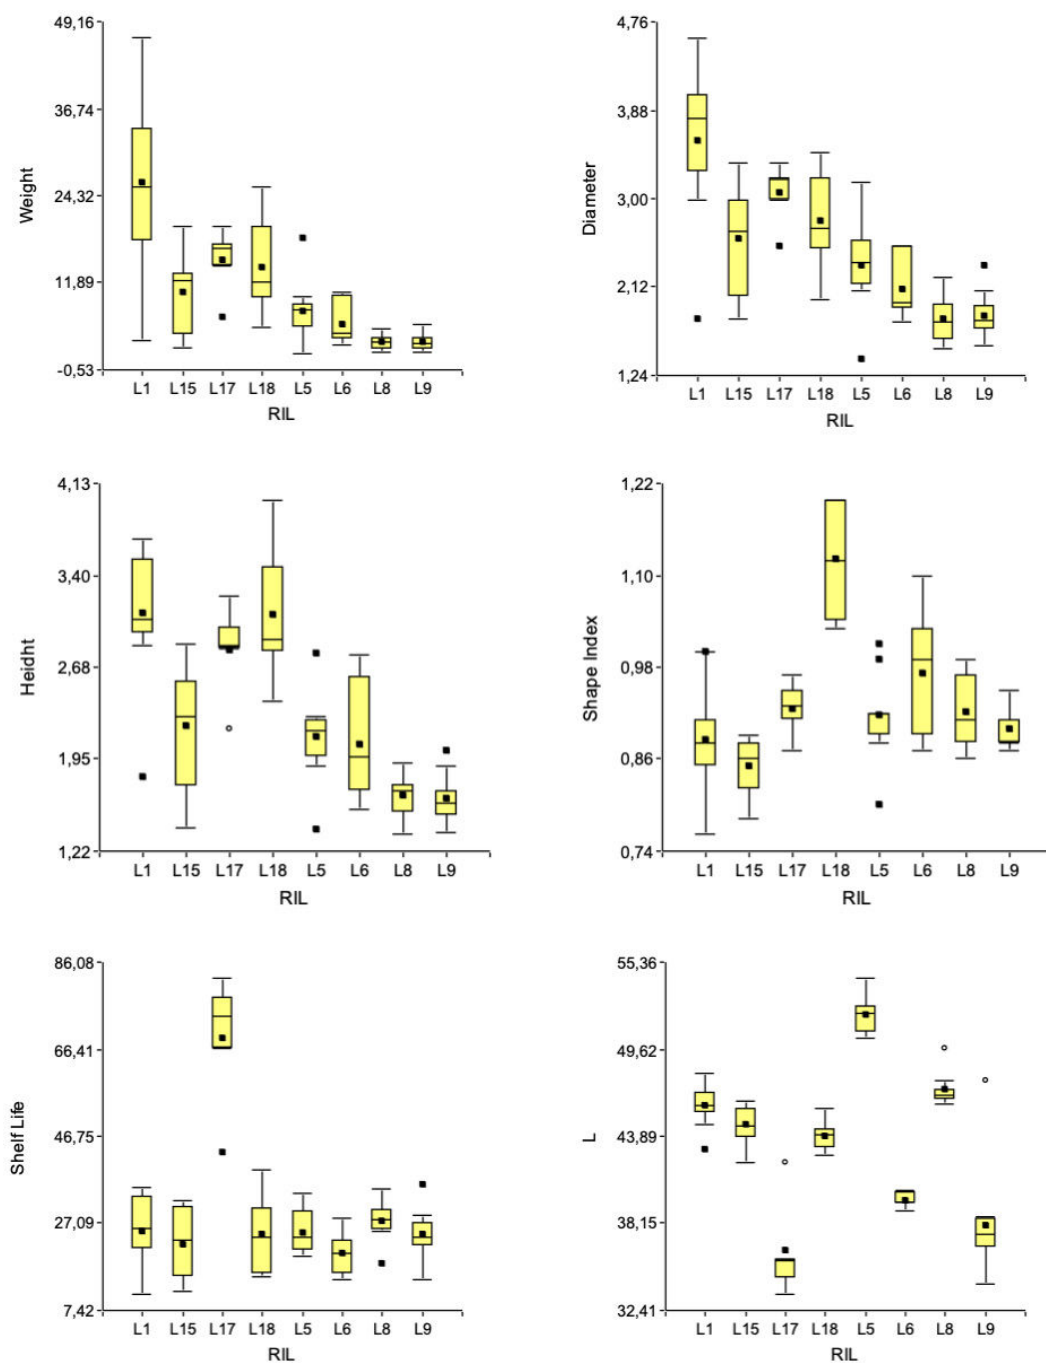 49,16
36,74
24,32
11,89
-0,53
Weight
L1 L15 L17 L18 L5 L6 L8 L9
RIL
4,76
3,88
3,00
2,12
1,24
Diameter
L1 L15 L17 L18 L5 L6 L8 L9
RIL
4,13
3,40
2,68
1,95
1,22
Heidht
L1 L15 L17 L18 L5 L6 L8 L9
RIL
1,22
1,10
0,98
0,86
0,74
Shape Index
L1 L15 L17 L18 L5 L6 L8 L9
RIL
86,08
66,41
46,75
27,09
7,42
Shelf Life
L1 L15 L17 L18 L5 L6 L8 L9
RIL
55,36
49,62
43,89
38,15
32,41
L
L1 L15 L17 L18 L5 L6 L8 L9
RIL